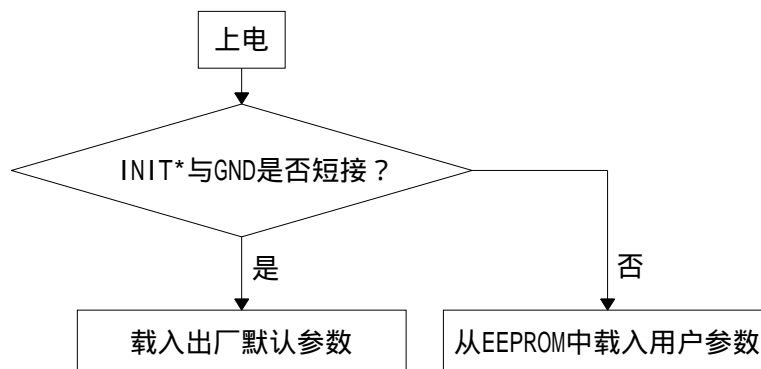 上电
INIT*与GND是否短接？
是
否
载入出厂默认参数
从EEPROM中载入用户参数